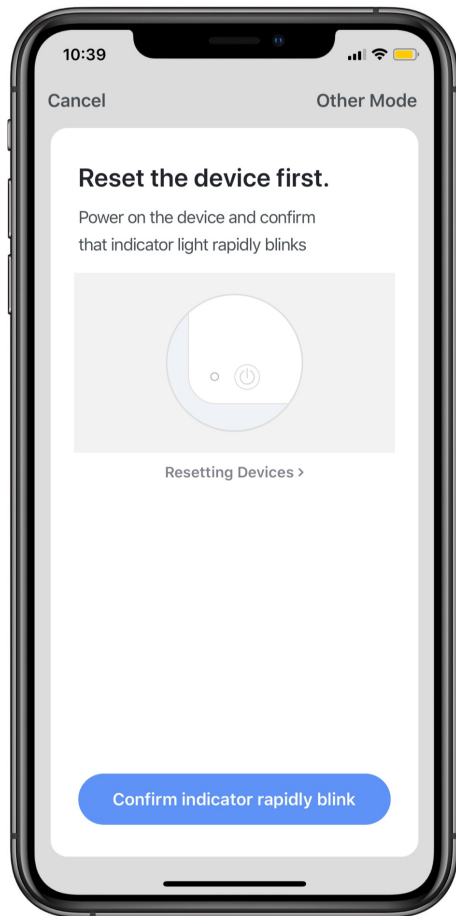 10:39
Cancel
Other Mode
Reset the device first.
Power on the device and confirm
that indicator light rapidly blinks
Resetting Devices >
Confirm indicator rapidly blink